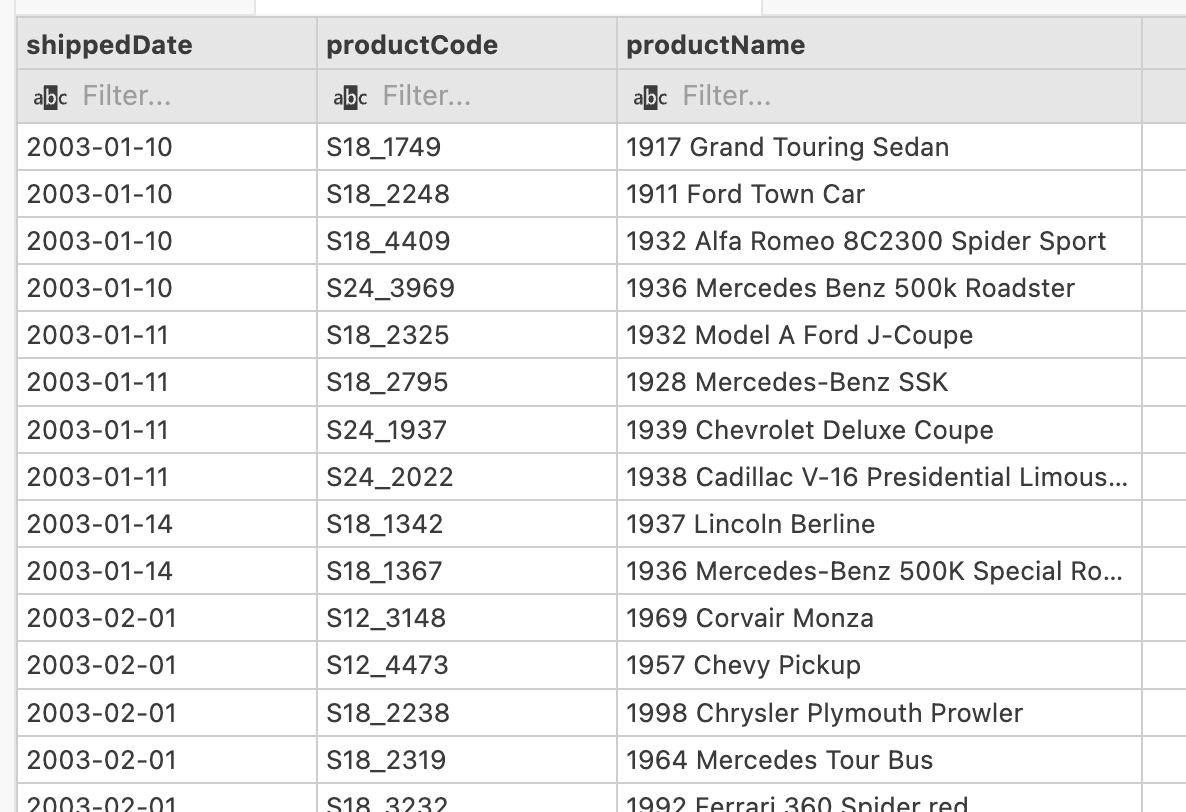 shippedDate productCode productName
abc Filter... abc Filter... abc Filter...
2003-01-10 S18_1749 1917 Grand Touring Sedan
2003-01-10 S18_2248 1911 Ford Town Car
2003-01-10 S18_4409 1932 Alfa Romeo 8C2300 Spider Sport
2003-01-10 S24_3969 1936 Mercedes Benz 500k Roadster
2003-01-11 S18_2325 1932 Model A Ford J-Coupe
2003-01-11 S18_2795 1928 Mercedes-Benz SSK
2003-01-11 S24_1937 1939 Chevrolet Deluxe Coupe
2003-01-11 S24_2022 1938 Cadillac V-16 Presidential Limous...
2003-01-14 S18_1342 1937 Lincoln Berline
2003-01-14 S18_1367 1936 Mercedes-Benz 500K Special Ro...
2003-02-01 S12_3148 1969 Corvair Monza
2003-02-01 S12_4473 1957 Chevy Pickup
2003-02-01 S18_2238 1998 Chrysler Plymouth Prowler
2003-02-01 S18_2319 1964 Mercedes Tour Bus
2003-02-01 S18_3232 1992 Ferrari 360 Spider red